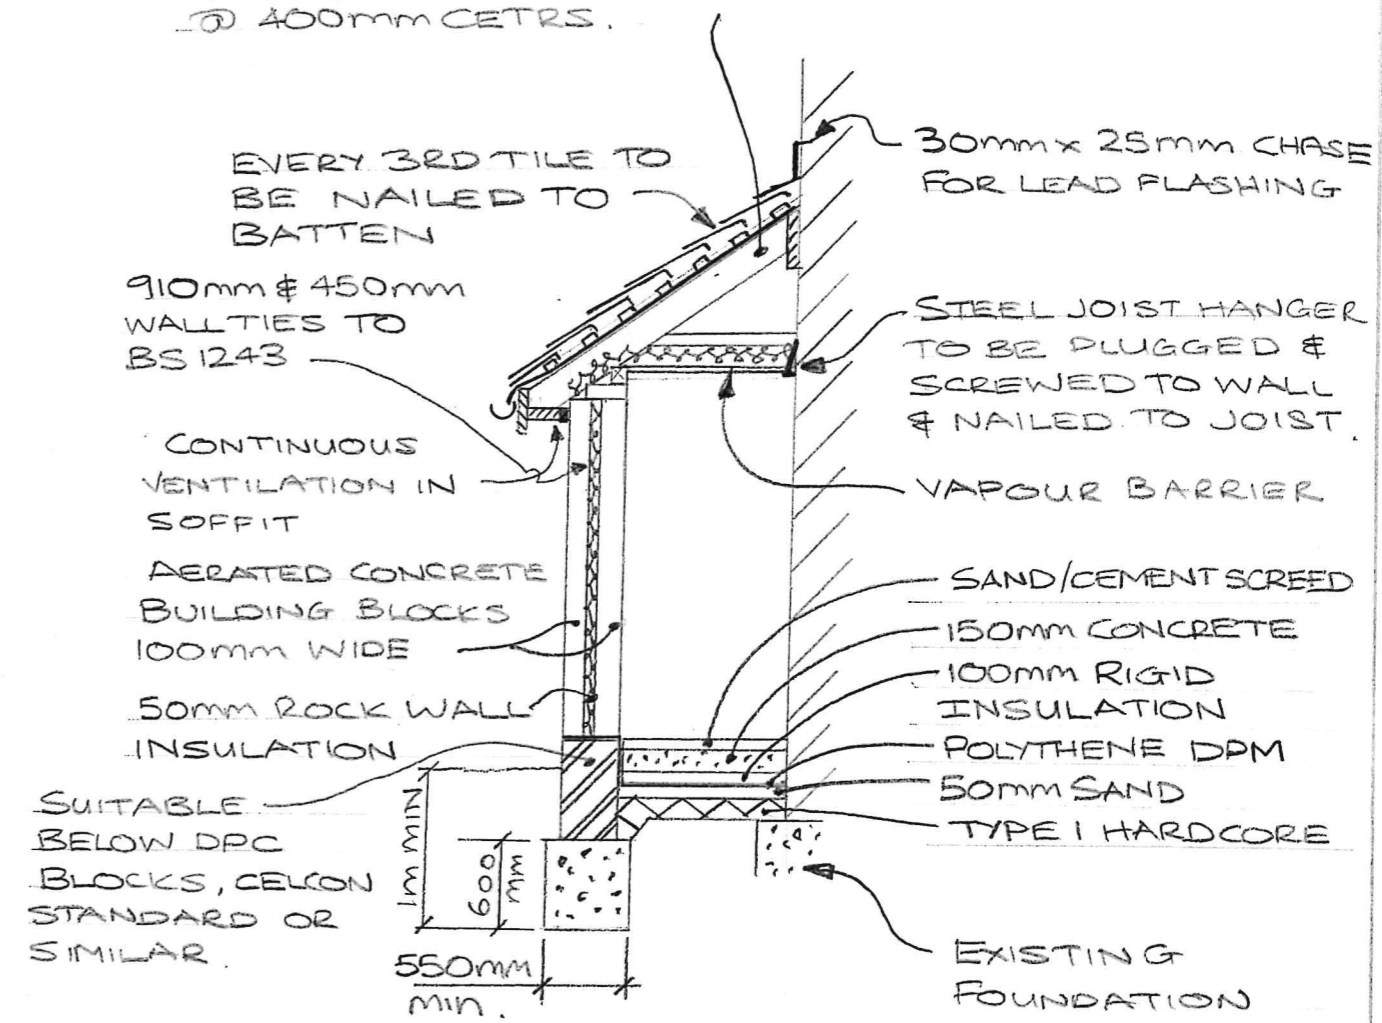 @ 400mm CETRS.
EVERY 3RD TILE TO
BE NAILED TO
BATTEN
910mm & 450mm
WALL TIES TO
BS 1243
CONTINUOUS
VENTILATION IN
SOFFIT
AERATED CONCRETE
BUILDING BLOCKS
100mm WIDE
50mm ROCK WALL
INSULATION
SUITABLE
BELOW DPC
BLOCKS, CELCON
STANDARD OR
SIMILAR.
1m MIN
600
mm
550mm
min.
30mm x 25mm CHASE
FOR LEAD FLASHING
STEEL JOIST HANGER
TO BE PLUGGED &
SCREWED TO WALL
& NAILED TO JOIST.
VAPOUR BARRIER
SAND/CEMENT SCREED
150mm CONCRETE
100mm RIGID
INSULATION
POLYTHENE DPM
50mm SAND
TYPE 1 HARDCORE
EXISTING
FOUNDATION